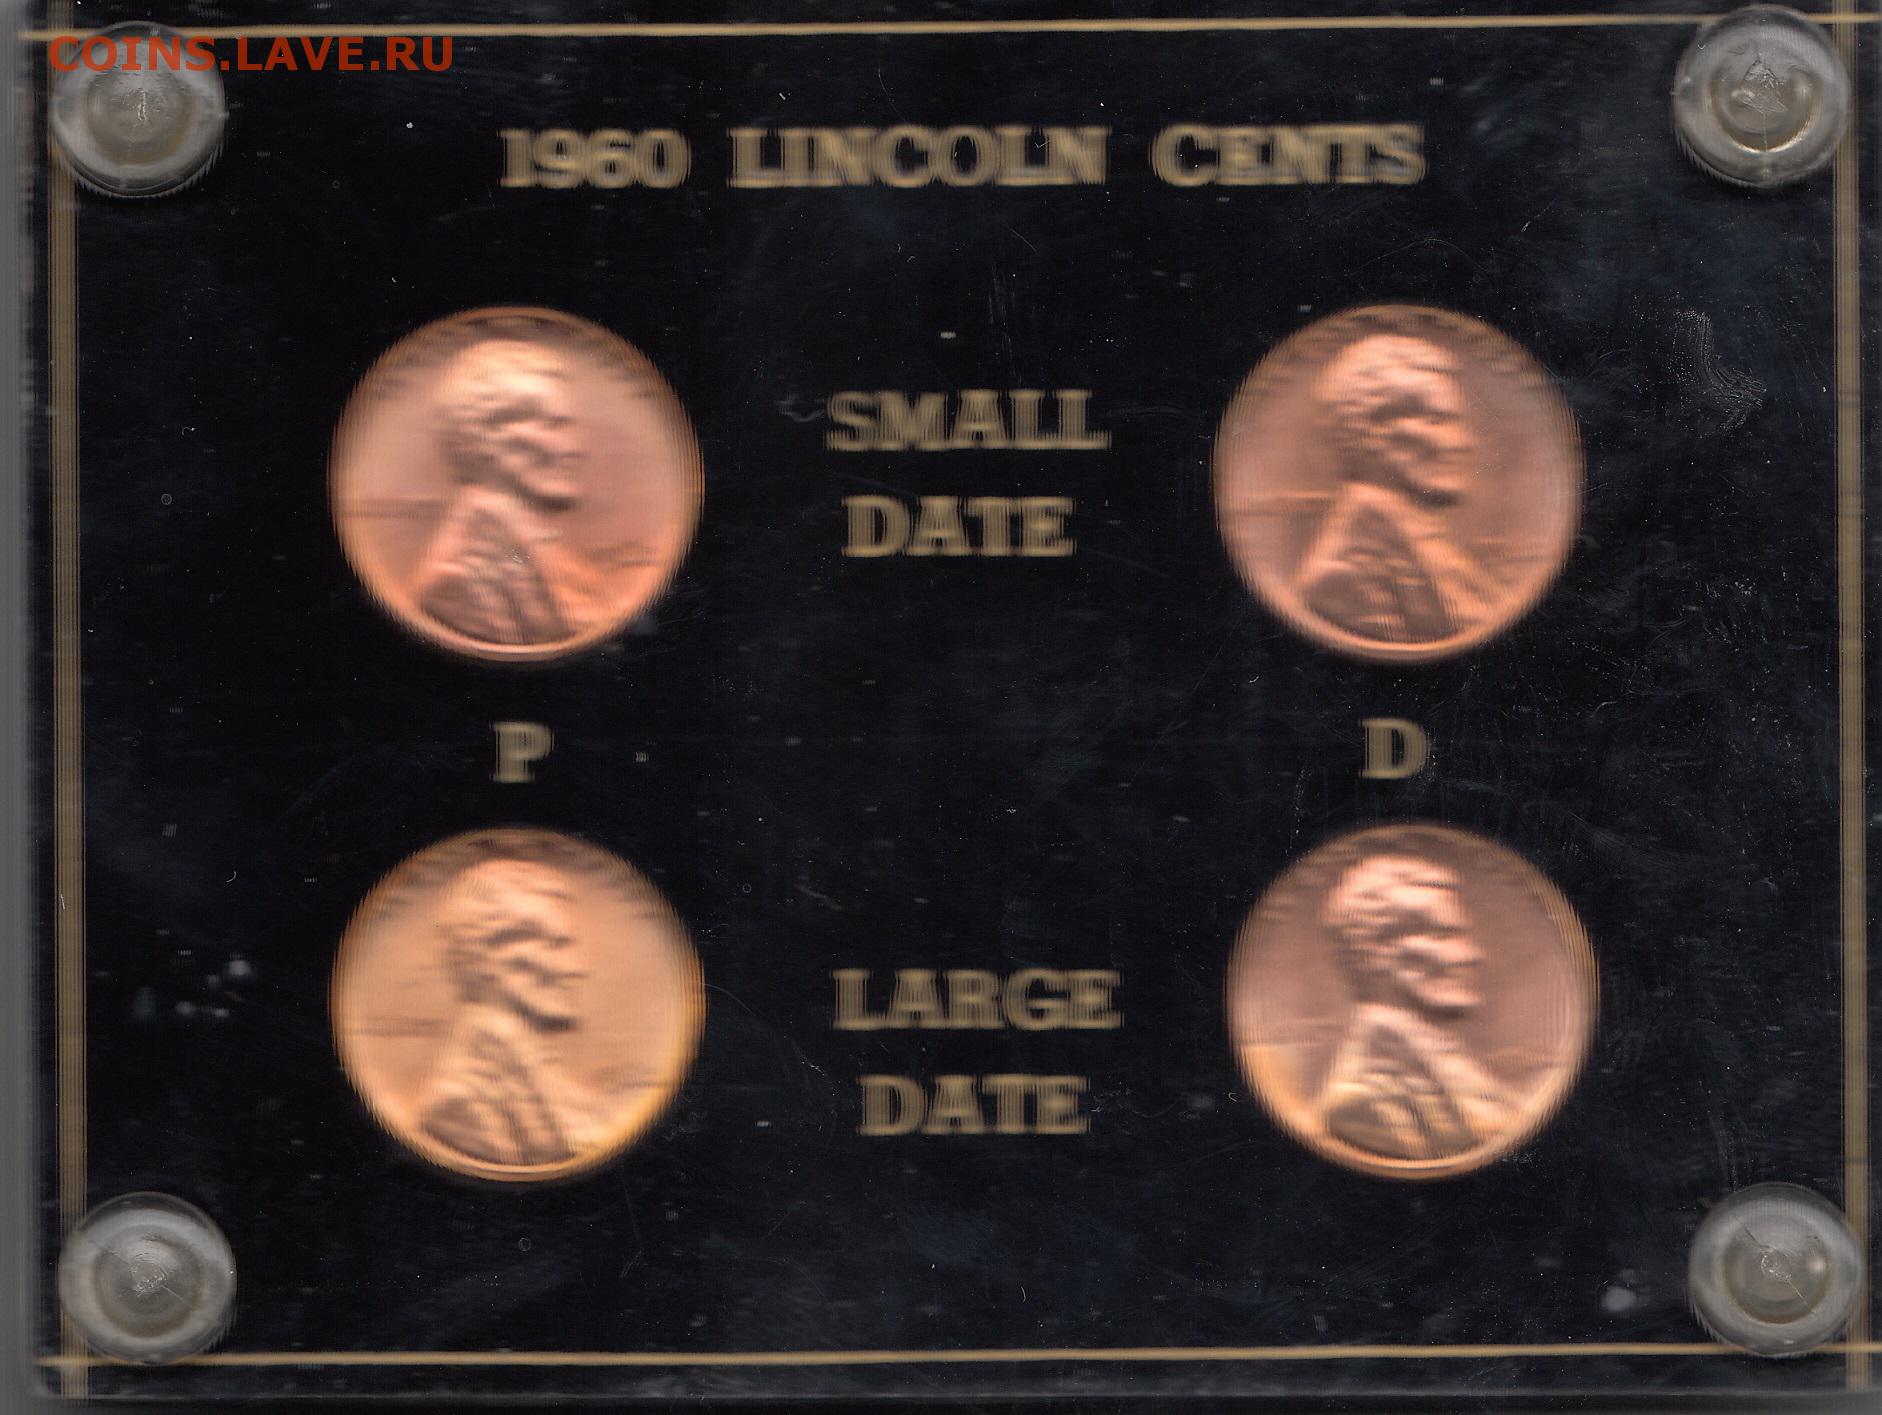 COINS.LAVE.RU
1960 LINCOLN CENTS
SMALL
DATE
P D
LARGE
DATE